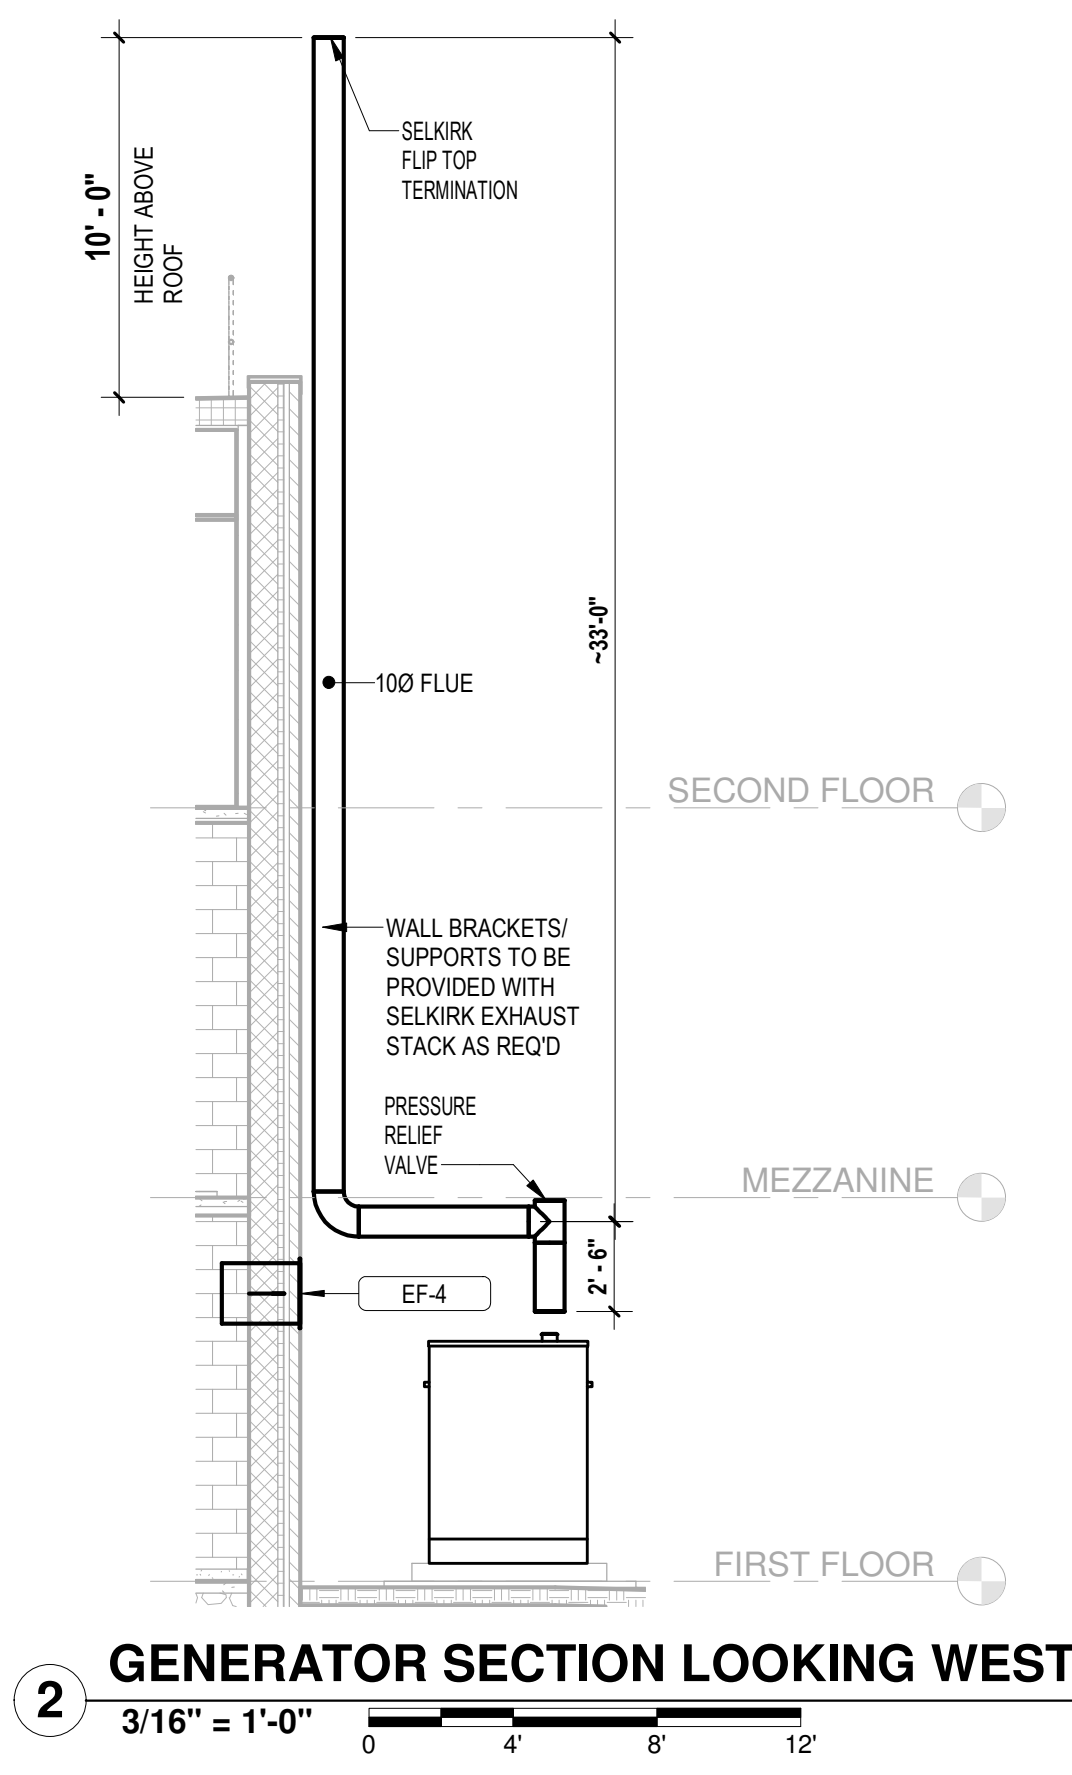 SELKIRK
FLIP TOP
TERMINATION
10' - 0"
HEIGHT ABOVE
ROOF
~33'-0"
10Ø FLUE
SECOND FLOOR
WALL BRACKETS/
SUPPORTS TO BE
PROVIDED WITH
SELKIRK EXHAUST
STACK AS REQ'D
PRESSURE
RELIEF
VALVE
MEZZANINE
2' - 6"
EF-4
FIRST FLOOR
2
GENERATOR SECTION LOOKING WEST
3/16" = 1'-0"
0 4' 8' 12'